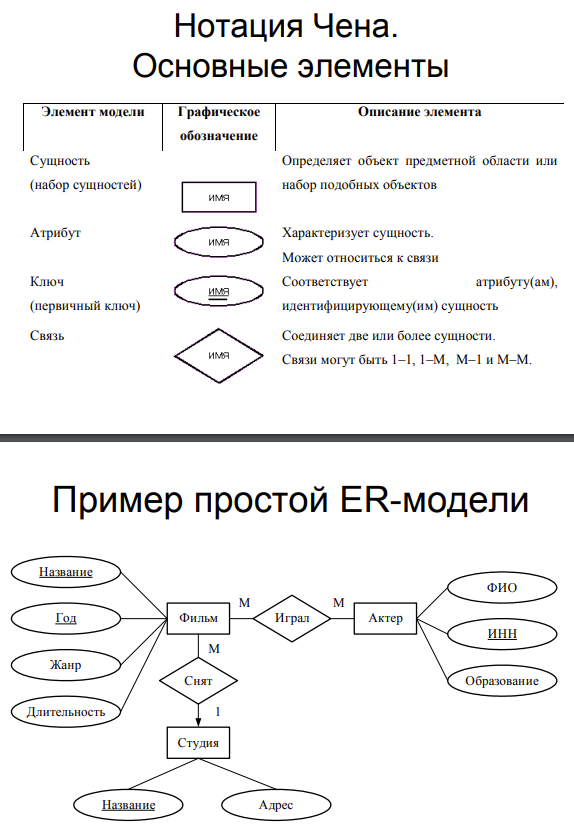 Нотация Чена.
Основные элементы
Элемент модели Графическое обозначение Описание элемента
Сущность (набор сущностей)
ИМЯ
Определяет объект предметной области или
набор подобных объектов
Атрибут
ИМЯ
Характеризует сущность.
Может относиться к связи
Ключ
(первичный ключ)
ИМЯ
Соответствует атрибуту(ам),
идентифицирующему(им) сущность
Связь
ИМЯ
Соединяет две или более сущности.
Связи могут быть 1–1, 1–М, М–1 и М–М.
Пример простой ER-модели
Название
Год
Жанр
Длительность
Фильм
М
Играл
М
Актер
ФИО
ИНН
Образование
М
Снят
1
Студия
Название
Адрес